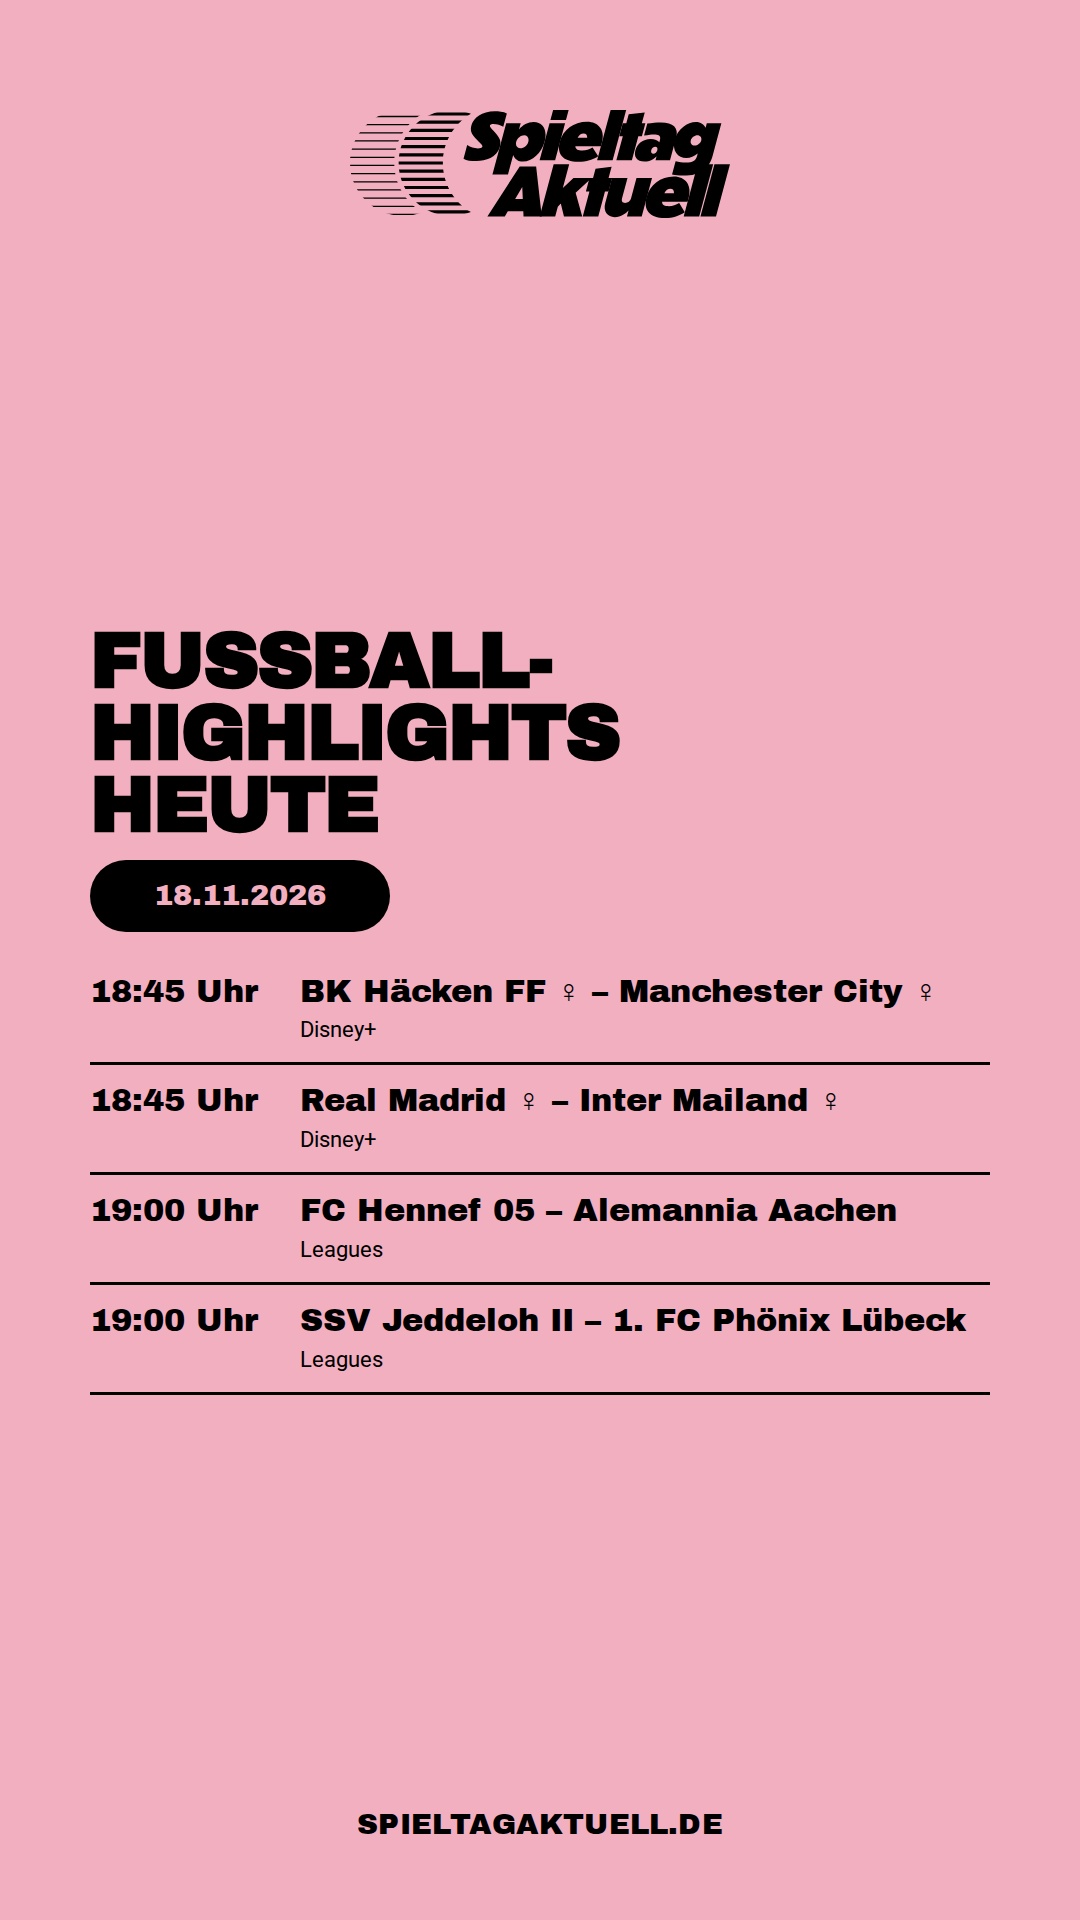 Spieltag
Aktuell
FUSSBALL-
HIGHLIGHTS
HEUTE
18.11.2026
18:45 Uhr BK Häcken FF ♀ – Manchester City ♀
Disney+
18:45 Uhr Real Madrid ♀ – Inter Mailand ♀
Disney+
19:00 Uhr FC Hennef 05 – Alemannia Aachen
Leagues
19:00 Uhr SSV Jeddeloh II – 1. FC Phönix Lübeck
Leagues
SPIELTAGAKTUELL.DE